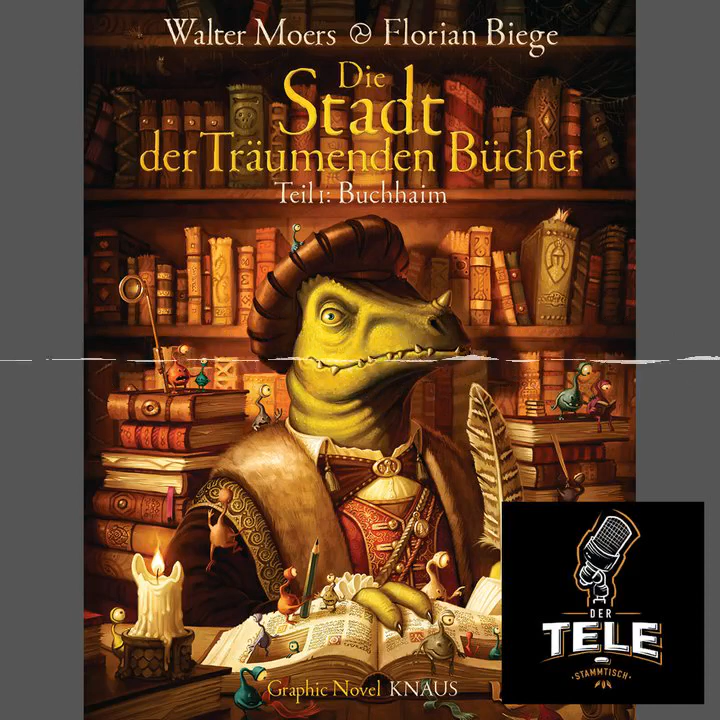 Walter Moers & Florian Biege
Die
Stadt
der Träumenden Bücher
Teil 1: Buchhaim
Graphic Novel KNAUS
DER
TELE
STAMMTISCH